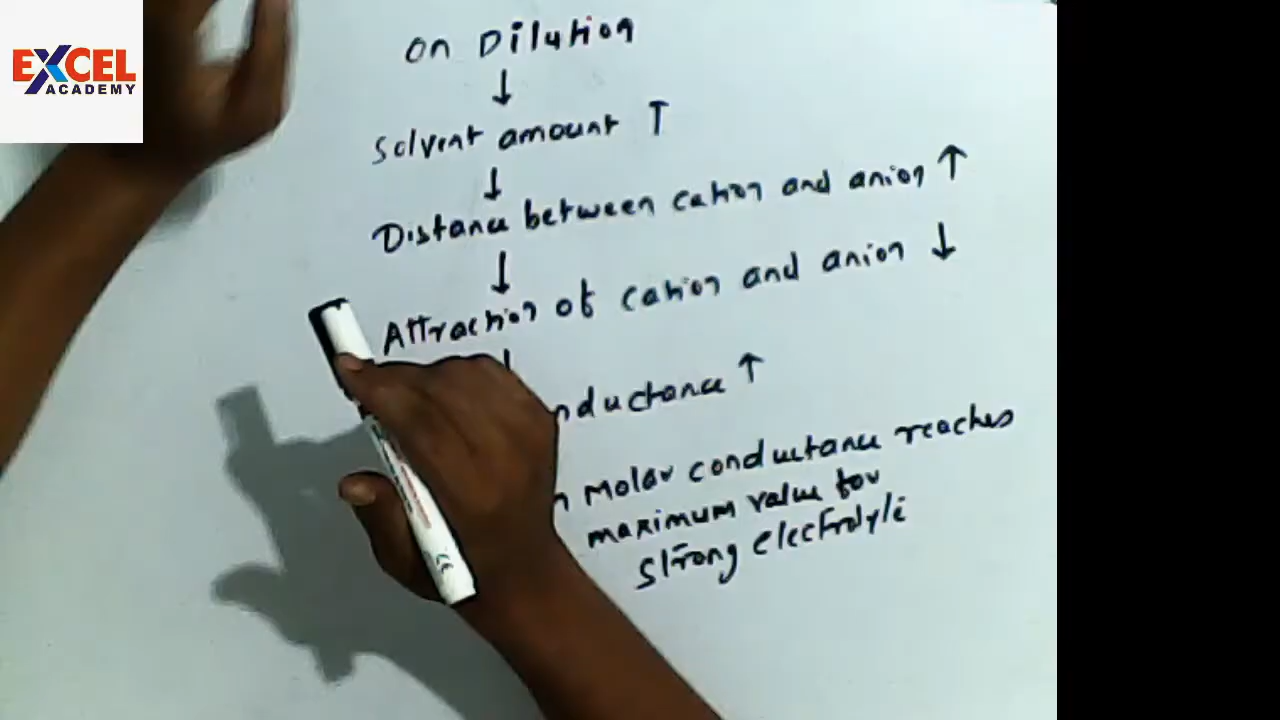 EXCEL
ACADEMY
On Dilution
↓
Solvent amount ↑
↓
Distance between cation and anion ↑
↓
Attraction of cation and anion ↓
nductance ↑
molar conductance reaches
maximum value for
strong electrolyte